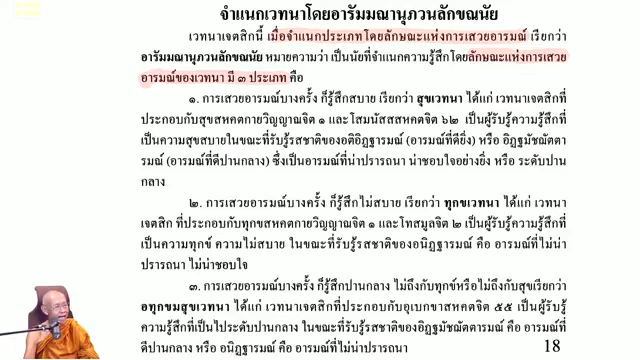 จำแนกเวทนาโดยอารัมมณานุภวนลักขณนัย
เวทนาเจตสิกนี้ เมื่อจำแนกประเภทโดยลักษณะแห่งการเสวยอารมณ์ เรียกว่า
อารัมมณานุภวนลักขณนัย หมายความว่า เป็นนัยที่จำแนกความรู้สึกโดยลักษณะแห่งการเสวย
อารมณ์ของเวทนา มี ๓ ประเภท คือ
๑. การเสวยอารมณ์บางครั้ง ก็รู้สึกสบาย เรียกว่า สุขเวทนา ได้แก่ เวทนาเจตสิกที่
ประกอบกับสุขสหคตกายวิญญาณจิต ๑ และโสมนัสสสหคตจิต ๖๒ เป็นผู้รับรู้ความรู้สึกที่
เป็นความสุขสบายในขณะที่รับรู้รสชาติของอติอิฏฐารมณ์ (อารมณ์ที่ดียิ่ง) หรือ อิฏฐมัชฌัตตา
รมณ์ (อารมณ์ที่ดีปานกลาง) ซึ่งเป็นอารมณ์ที่น่าปรารถนา น่าชอบใจอย่างยิ่ง หรือ ระดับปาน
กลาง
๒. การเสวยอารมณ์บางครั้ง ก็รู้สึกไม่สบาย เรียกว่า ทุกขเวทนา ได้แก่ เวทนา
เจตสิก ที่ประกอบกับทุกขสหคตกายวิญญาณจิต ๑ และโทสมูลจิต ๒ เป็นผู้รับรู้ความรู้สึกที่
เป็นความทุกข์ ความไม่สบาย ในขณะที่รับรู้รสชาติของอนิฏฐารมณ์ คือ อารมณ์ที่ไม่น่า
ปรารถนา ไม่น่าชอบใจ
๓. การเสวยอารมณ์บางครั้ง ก็รู้สึกปานกลาง ไม่ถึงกับทุกข์หรือไม่ถึงกับสุขเรียกว่า
อทุกขมสุขเวทนา ได้แก่ เวทนาเจตสิกที่ประกอบกับอุเบกขาสหคตจิต ๕๕ เป็นผู้รับรู้
ความรู้สึกที่เป็นไประดับปานกลาง ในขณะที่รับรู้รสชาติของอิฏฐมัชฌัตตารมณ์ คือ อารมณ์ที่
ดีปานกลาง หรือ อนิฏฐารมณ์ คือ อารมณ์ที่ไม่น่าปรารถนา
18